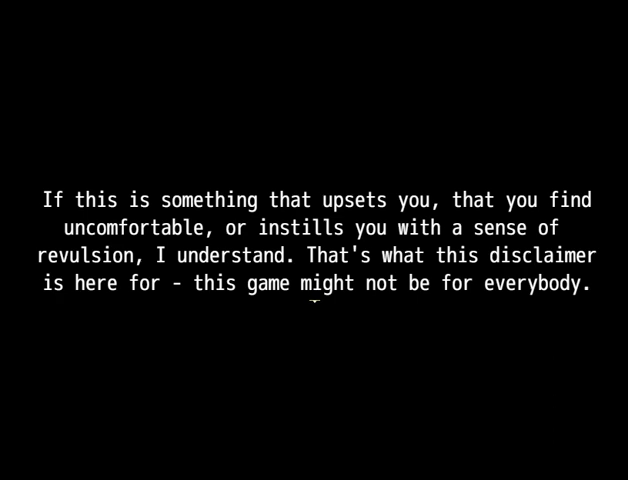 If this is something that upsets you, that you find
uncomfortable, or instills you with a sense of
revulsion, I understand. That's what this disclaimer
is here for - this game might not be for everybody.